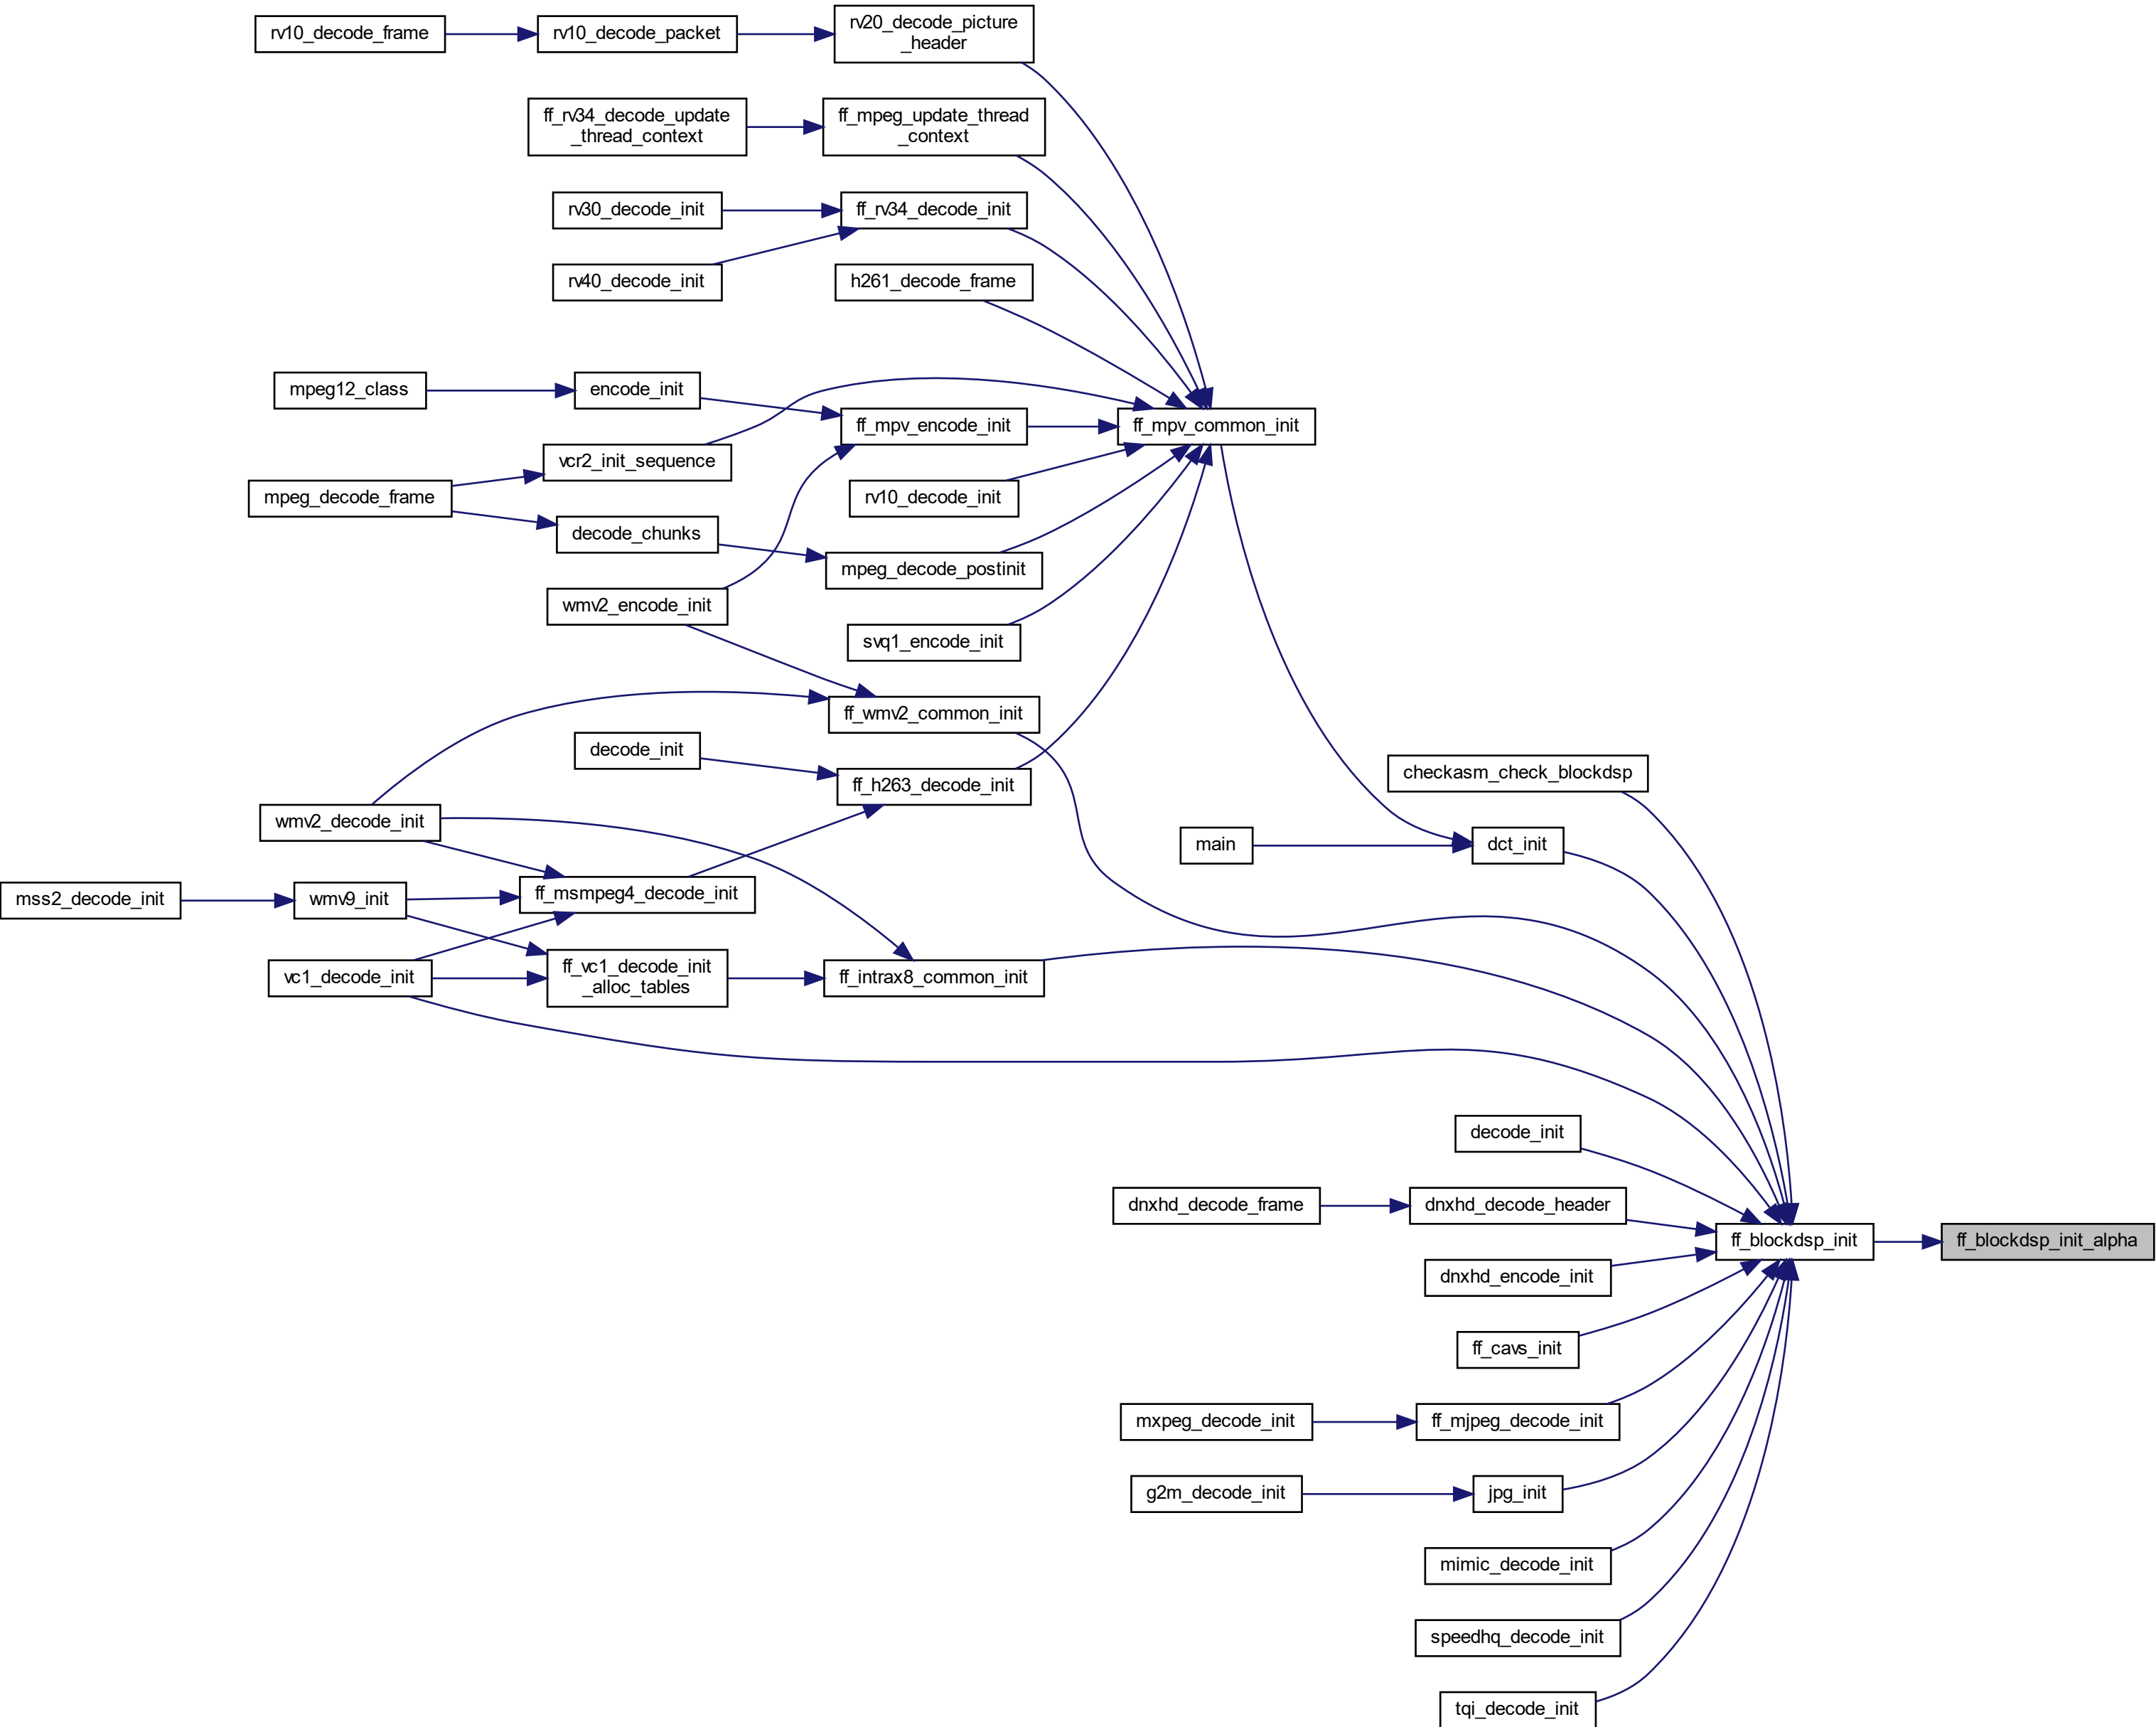 rv10_decode_frame
rv10_decode_packet
rv20_decode_picture
_header
ff_rv34_decode_update
_thread_context
ff_mpeg_update_thread
_context
rv30_decode_init
ff_rv34_decode_init
rv40_decode_init
h261_decode_frame
mpeg12_class
encode_init
ff_mpv_encode_init
ff_mpv_common_init
vcr2_init_sequence
mpeg_decode_frame
rv10_decode_init
decode_chunks
mpeg_decode_postinit
wmv2_encode_init
svq1_encode_init
ff_wmv2_common_init
decode_init
ff_h263_decode_init
checkasm_check_blockdsp
wmv2_decode_init
main
dct_init
mss2_decode_init
wmv9_init
ff_msmpeg4_decode_init
vc1_decode_init
ff_vc1_decode_init
_alloc_tables
ff_intrax8_common_init
decode_init
dnxhd_decode_frame
dnxhd_decode_header
ff_blockdsp_init
ff_blockdsp_init_alpha
dnxhd_encode_init
ff_cavs_init
mxpeg_decode_init
ff_mjpeg_decode_init
g2m_decode_init
jpg_init
mimic_decode_init
speedhq_decode_init
tqi_decode_init